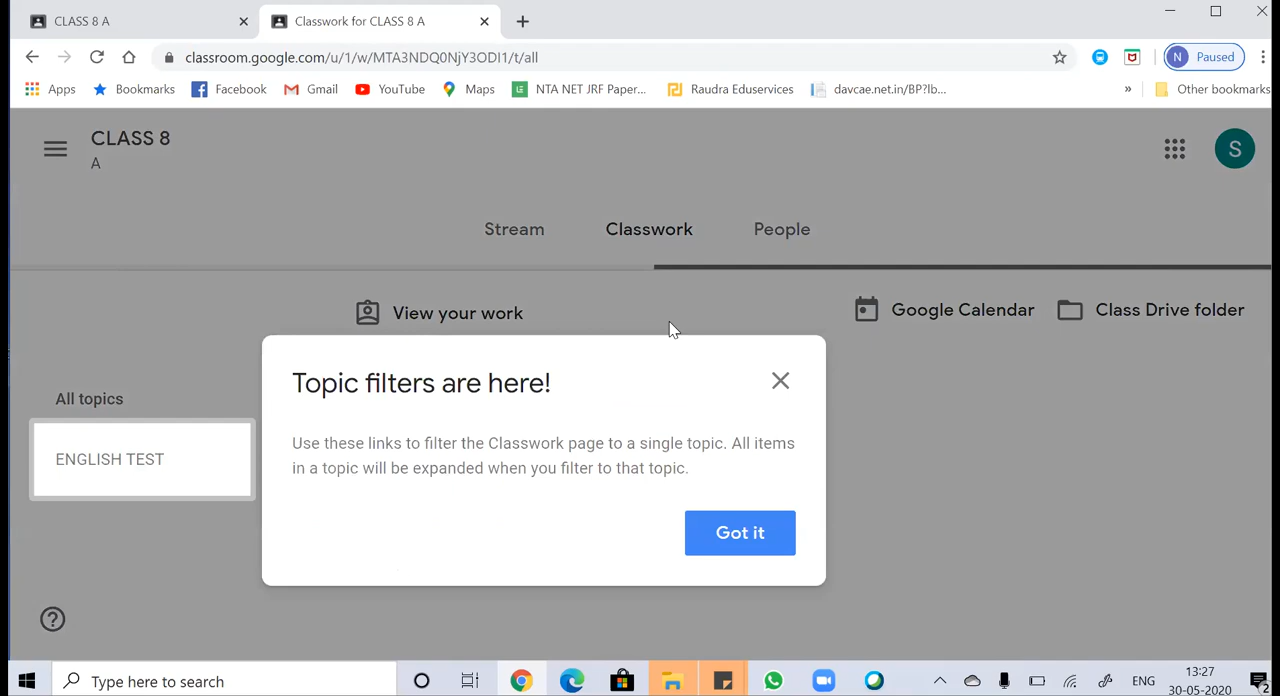 CLASS 8 A
Classwork for CLASS 8 A
classroom.google.com/u/1/w/MTA3NDQ0NjY3ODI1/t/all
N Paused
Apps Bookmarks Facebook Gmail YouTube Maps NTA NET JRF Paper... Raudra Eduservices davcae.net.in/BP?lb... » Other bookmarks
CLASS 8
A
S
Stream Classwork People
View your work Google Calendar Class Drive folder
Topic filters are here!
All topics
Use these links to filter the Classwork page to a single topic. All items
in a topic will be expanded when you filter to that topic.
ENGLISH TEST
Got it
Type here to search
ENG
13:27
30-05-2020
2